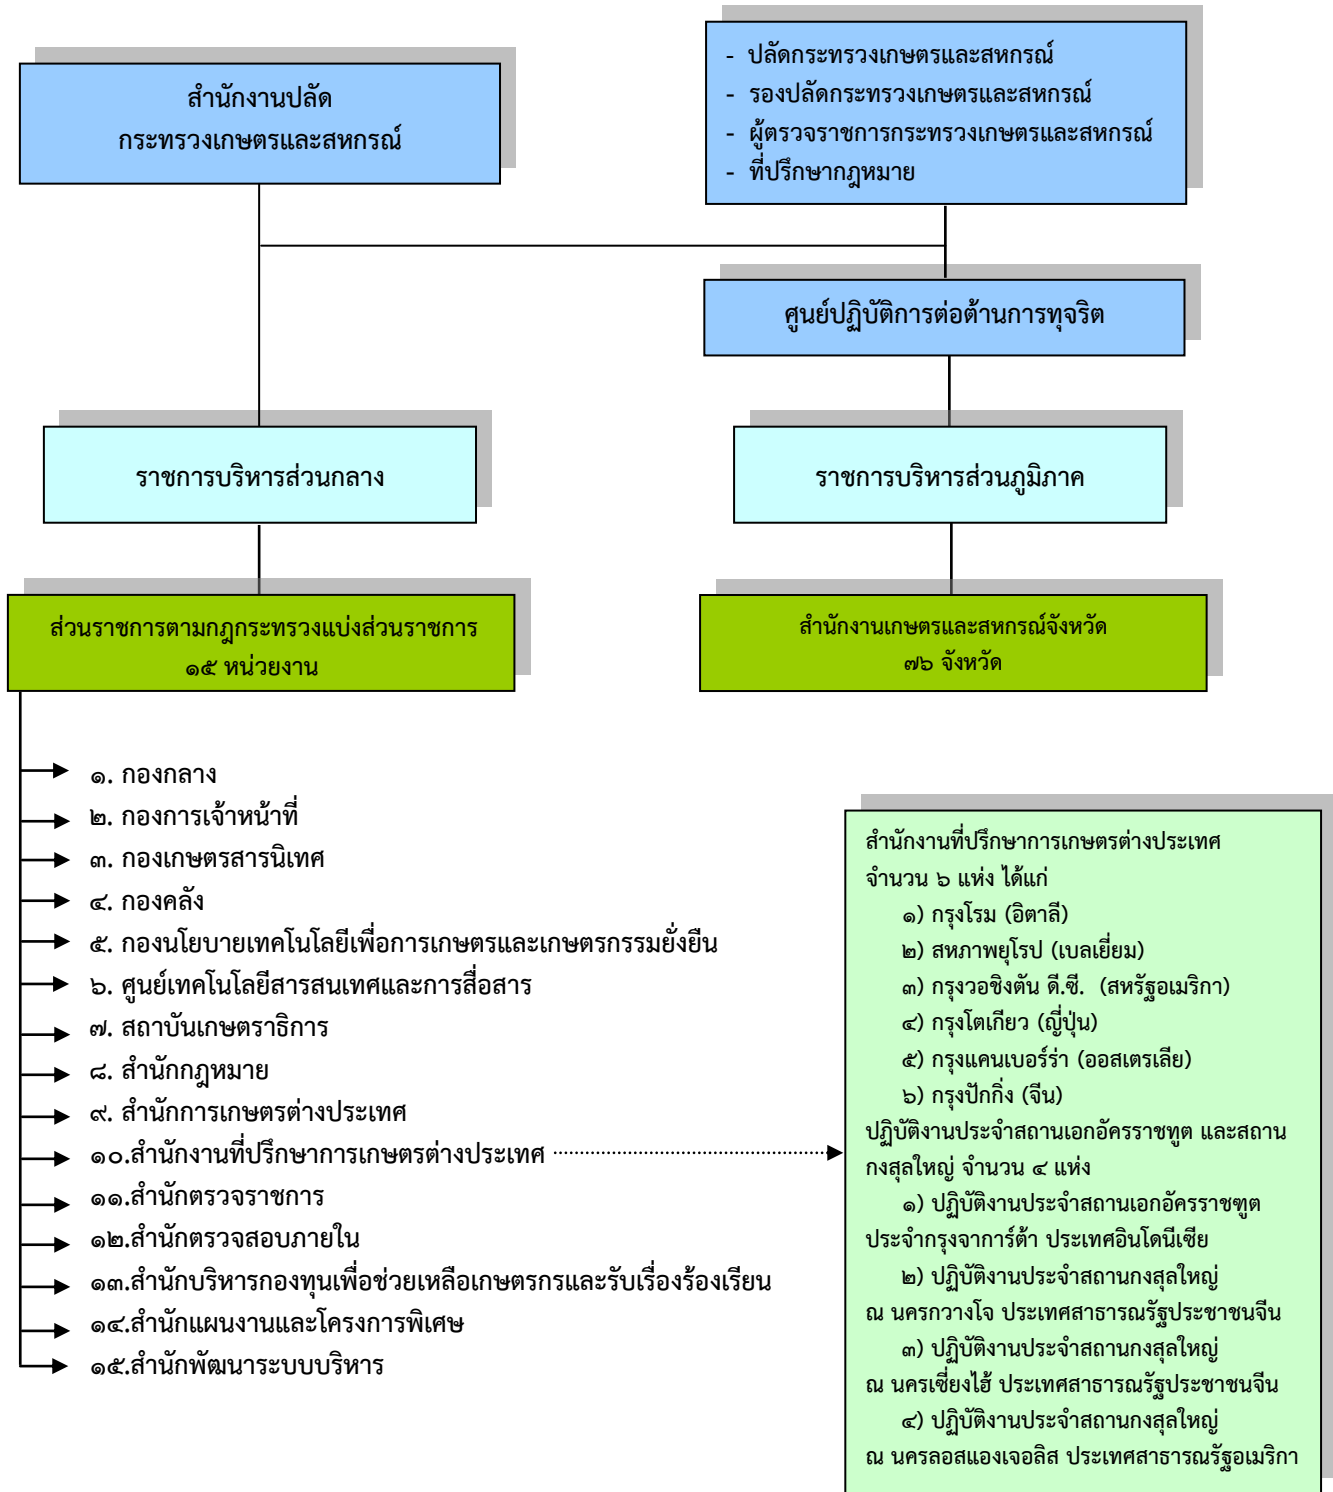 สำนักงานปลัด
กระทรวงเกษตรและสหกรณ์
- ปลัดกระทรวงเกษตรและสหกรณ์
- รองปลัดกระทรวงเกษตรและสหกรณ์
- ผู้ตรวจราชการกระทรวงเกษตรและสหกรณ์
- ที่ปรึกษากฎหมาย
ศูนย์ปฏิบัติการต่อต้านการทุจริต
ราชการบริหารส่วนกลาง
ราชการบริหารส่วนภูมิภาค
ส่วนราชการตามกฎกระทรวงแบ่งส่วนราชการ
๑๕ หน่วยงาน
สำนักงานเกษตรและสหกรณ์จังหวัด
๗๖ จังหวัด
๑. กองกลาง
๒. กองการเจ้าหน้าที่
๓. กองเกษตรสารนิเทศ
๔. กองคลัง
๕. กองนโยบายเทคโนโลยีเพื่อการเกษตรและเกษตรกรรมยั่งยืน
๖. ศูนย์เทคโนโลยีสารสนเทศและการสื่อสาร
๗. สถาบันเกษตราธิการ
๘. สำนักกฎหมาย
๙. สำนักการเกษตรต่างประเทศ
๑๐.สำนักงานที่ปรึกษาการเกษตรต่างประเทศ
๑๑.สำนักตรวจราชการ
๑๒.สำนักตรวจสอบภายใน
๑๓.สำนักบริหารกองทุนเพื่อช่วยเหลือเกษตรกรและรับเรื่องร้องเรียน
๑๔.สำนักแผนงานและโครงการพิเศษ
๑๕.สำนักพัฒนาระบบบริหาร
สำนักงานที่ปรึกษาการเกษตรต่างประเทศ
จำนวน ๖ แห่ง ได้แก่
๑) กรุงโรม (อิตาลี)
๒) สหภาพยุโรป (เบลเยี่ยม)
๓) กรุงวอชิงตัน ดี.ซี. (สหรัฐอเมริกา)
๔) กรุงโตเกียว (ญี่ปุ่น)
๕) กรุงแคนเบอร์ร่า (ออสเตรเลีย)
๖) กรุงปักกิ่ง (จีน)
ปฏิบัติงานประจำสถานเอกอัครราชทูต และสถาน
กงสุลใหญ่ จำนวน ๔ แห่ง
๑) ปฏิบัติงานประจำสถานเอกอัครราชฑูต
ประจำกรุงจาการ์ต้า ประเทศอินโดนีเซีย
๒) ปฏิบัติงานประจำสถานกงสุลใหญ่
ณ นครกวางโจ ประเทศสาธารณรัฐประชาชนจีน
๓) ปฏิบัติงานประจำสถานกงสุลใหญ่
ณ นครเซี่ยงไฮ้ ประเทศสาธารณรัฐประชาชนจีน
๔) ปฏิบัติงานประจำสถานกงสุลใหญ่
ณ นครลอสแองเจอลิส ประเทศสาธารณรัฐอเมริกา